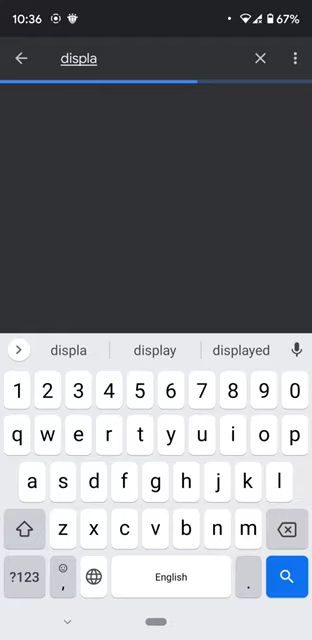 10:36 67%
displa
displa display displayed
1 2 3 4 5 6 7 8 9 0
q w e r t y u i o p
a s d f g h j k l
z x c v b n m
?123 , English .